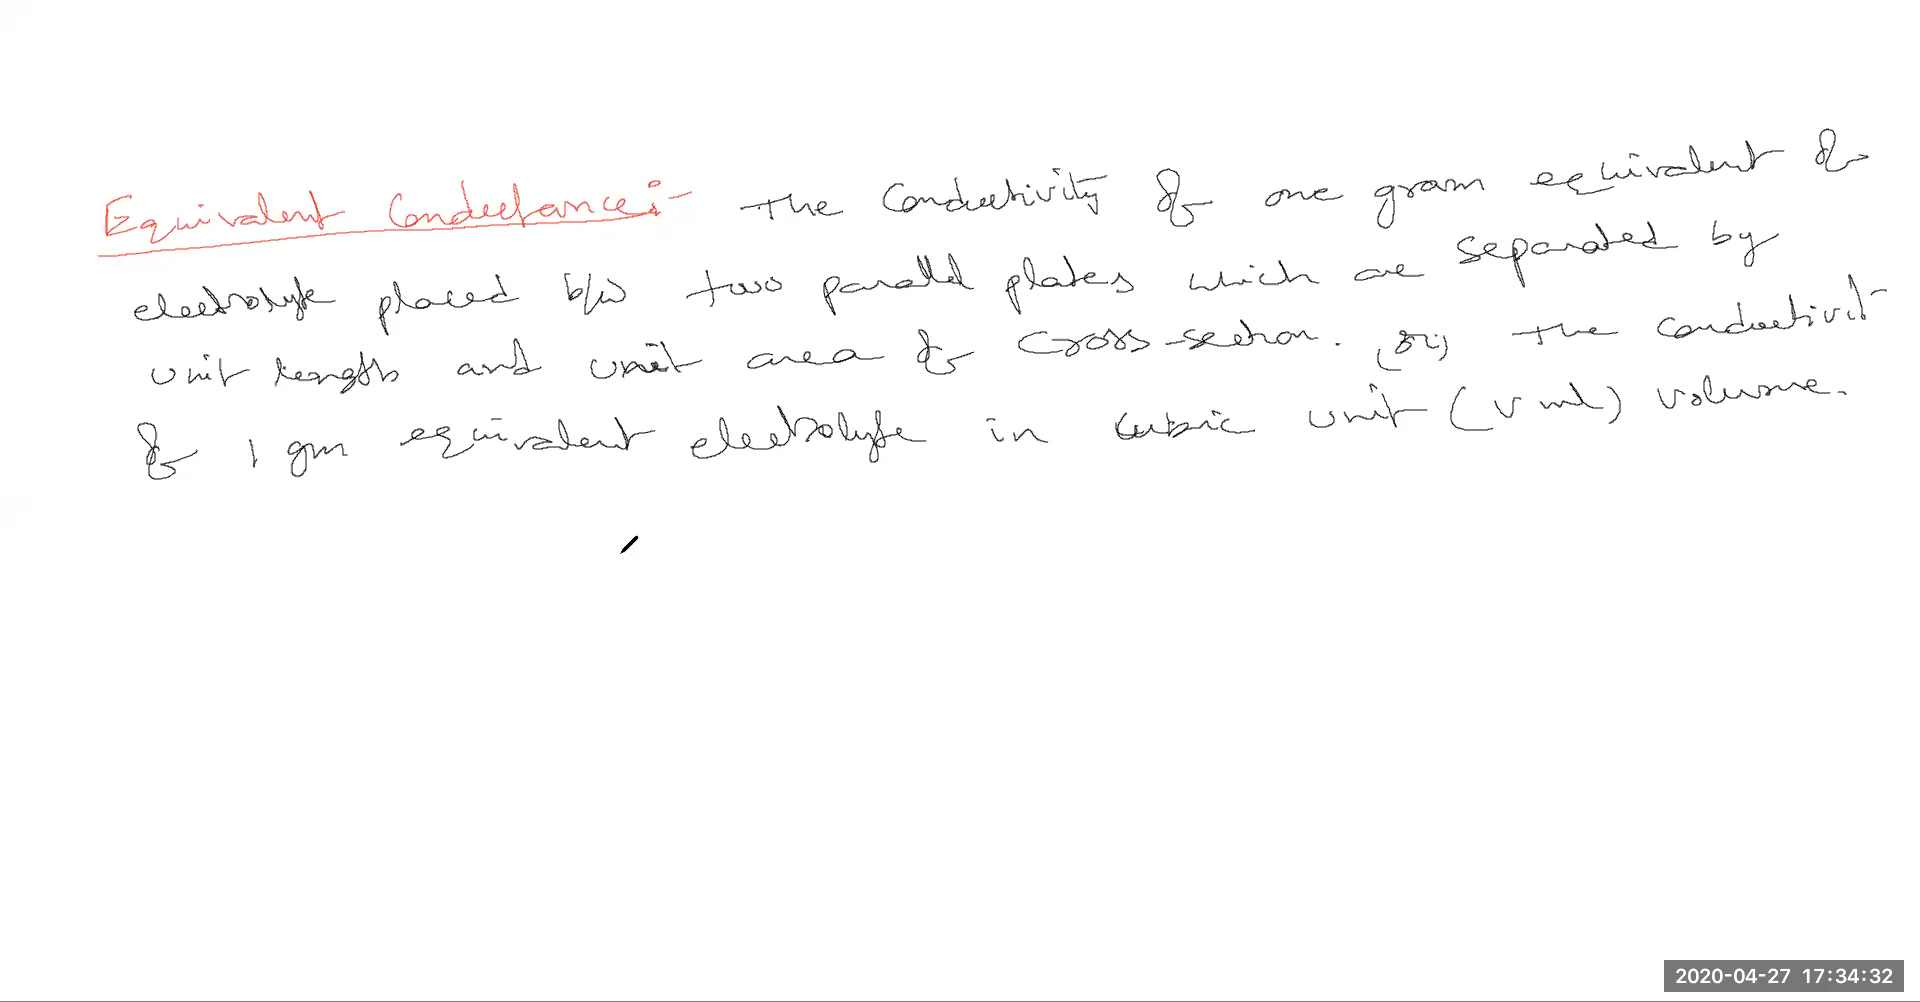 Equivalent Conductance:- The Conductivity of one gram equivalent of
electrolyte placed b/w two parallel plates which are separated by
unit length and unit area of Cross-section. (or) The conductivit-
of 1 gm equivalent electrolyte in cubic unit (V ml) volume.
2020-04-27 17:34:32